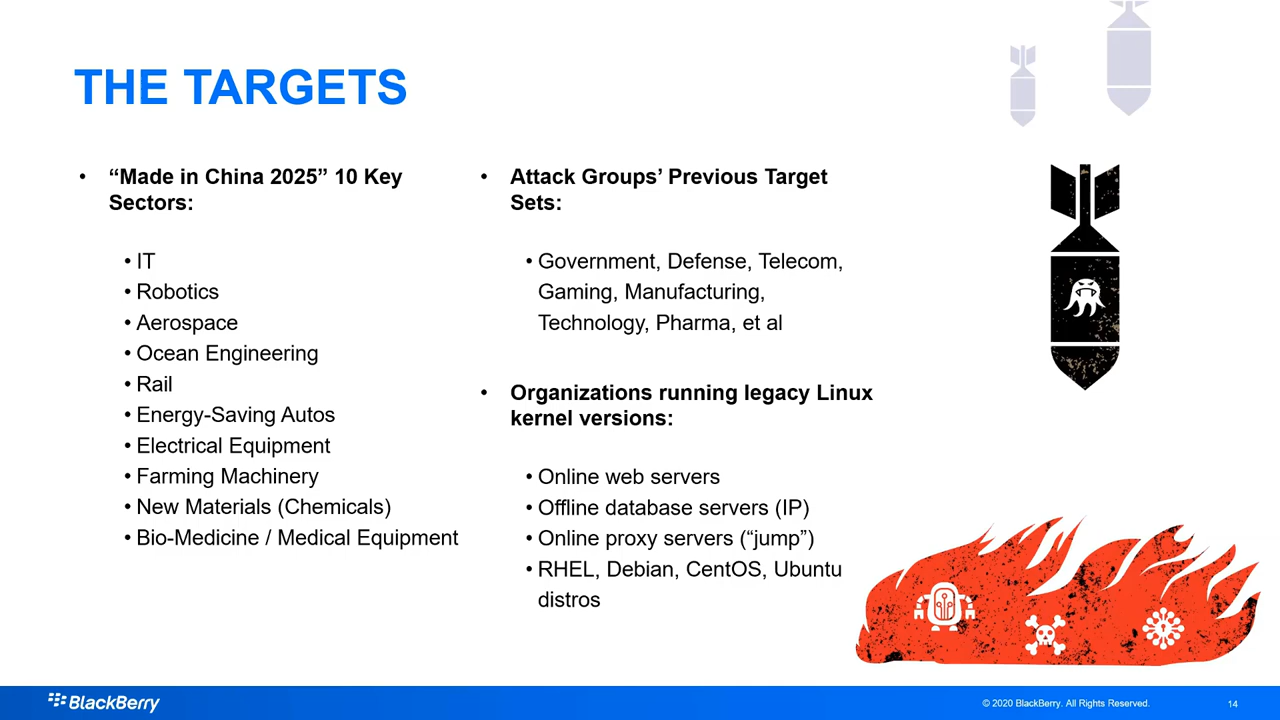 THE TARGETS
• “Made in China 2025” 10 Key
Sectors:
• IT
• Robotics
• Aerospace
• Ocean Engineering
• Rail
• Energy-Saving Autos
• Electrical Equipment
• Farming Machinery
• New Materials (Chemicals)
• Bio-Medicine / Medical Equipment
• Attack Groups’ Previous Target
Sets:
• Government, Defense, Telecom,
Gaming, Manufacturing,
Technology, Pharma, et al
• Organizations running legacy Linux
kernel versions:
• Online web servers
• Offline database servers (IP)
• Online proxy servers (“jump”)
• RHEL, Debian, CentOS, Ubuntu
distros
BlackBerry
© 2020 BlackBerry. All Rights Reserved.
14